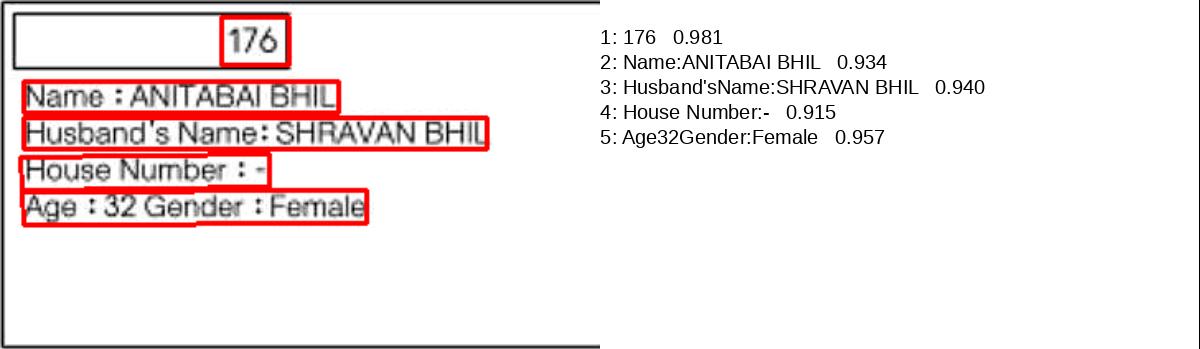 176
Name : ANITABAI BHIL
Husband's Name: SHRAVAN BHIL
House Number : -
Age : 32 Gender : Female
1: 176 0.981
2: Name:ANITABAI BHIL 0.934
3: Husband'sName:SHRAVAN BHIL 0.940
4: House Number:- 0.915
5: Age32Gender:Female 0.957